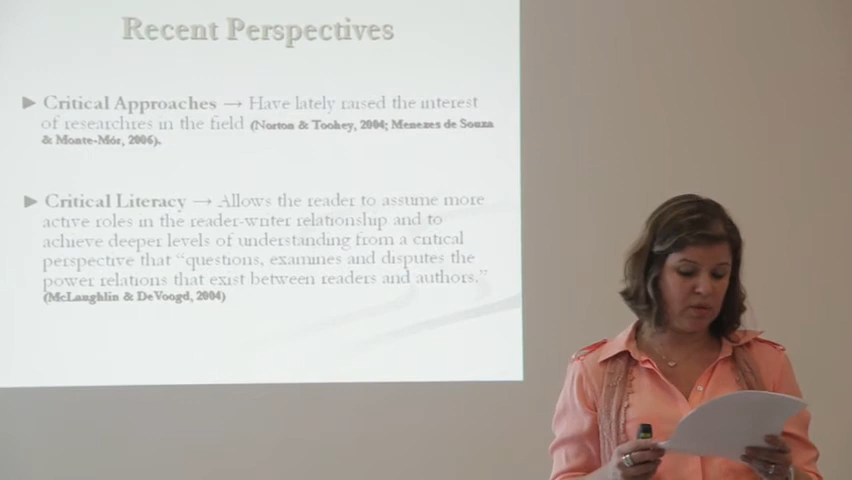 Recent Perspectives
► Critical Approaches → Have lately raised the interest
of researchres in the field (Norton & Toohey, 2004; Menezes de Souza
& Monte-Mór, 2006).
► Critical Literacy → Allows the reader to assume more
active roles in the reader-writer relationship and to
achieve deeper levels of understanding from a critical
perspective that “questions, examines and disputes the
power relations that exist between readers and authors.”
(McLaughlin & DeVoogd, 2004)